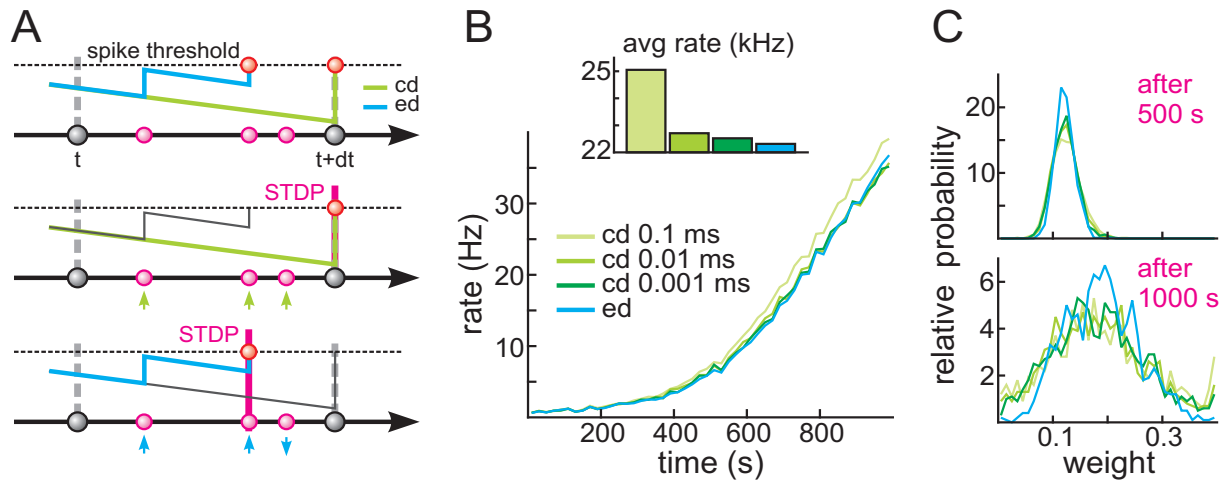 A
spike threshold
cd
ed
t
t+dt
STDP
STDP
B
avg rate (kHz)
25
22
rate (Hz)
30
20
10
cd 0.1 ms
cd 0.01 ms
cd 0.001 ms
ed
200 400 600 800
time (s)
C
relative probability
20
10
after
500 s
6
4
2
after
1000 s
0.1 0.3
weight